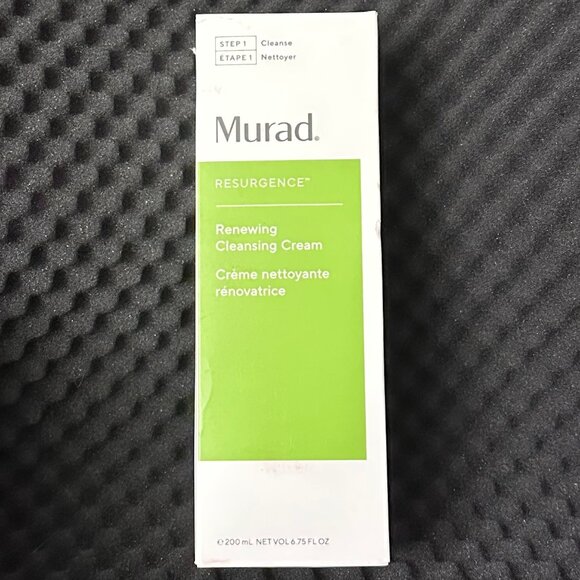 STEP 1 Cleanse
ÉTAPE 1 Nettoyer
Murad.
RESURGENCE™
Renewing
Cleansing Cream
Crème nettoyante
rénovatrice
℮ 200 mL NET VOL 6.75 FL OZ